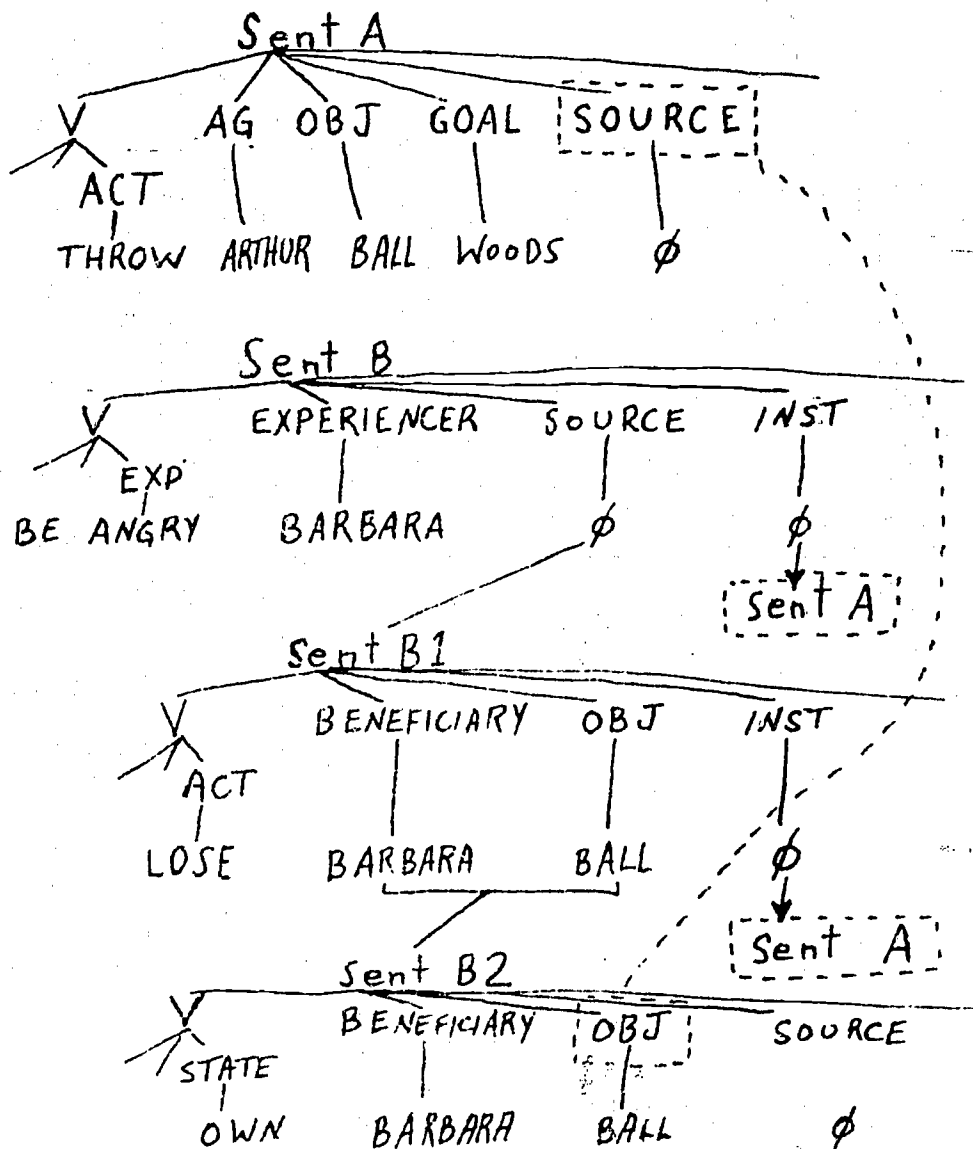 Sent A
V AG OBJ GOAL SOURCE
ACT
THROW ARTHUR BALL WOODS ∅
Sent B
V EXPERIENCER SOURCE INST
EXP
BE ANGRY BARBARA ∅ ∅
Sent A
Sent B1
V BENEFICIARY OBJ INST
ACT
LOSE BARBARA BALL ∅
Sent A
Sent B2
V BENEFICIARY OBJ SOURCE
STATE
OWN BARBARA BALL ∅